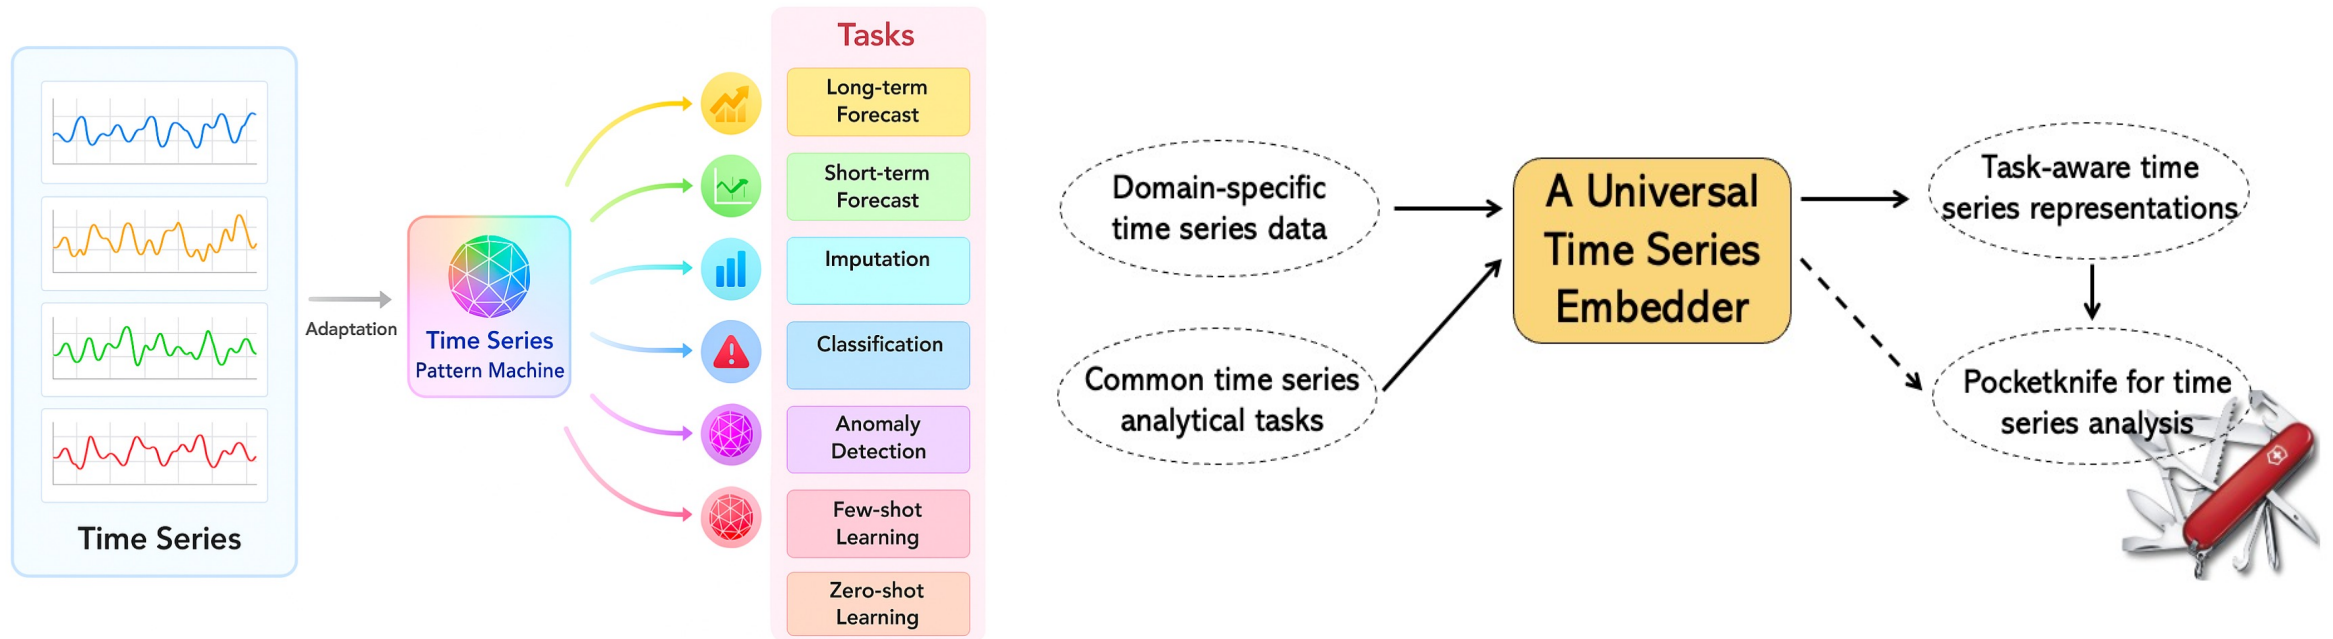 Time Series
Adaptation
Time Series
Pattern Machine
Tasks
Long-term
Forecast
Short-term
Forecast
Imputation
Classification
Anomaly
Detection
Few-shot
Learning
Zero-shot
Learning
Domain-specific
time series data
Common time series
analytical tasks
A Universal
Time Series
Embedder
Task-aware time
series representations
Pocketknife for time
series analysis